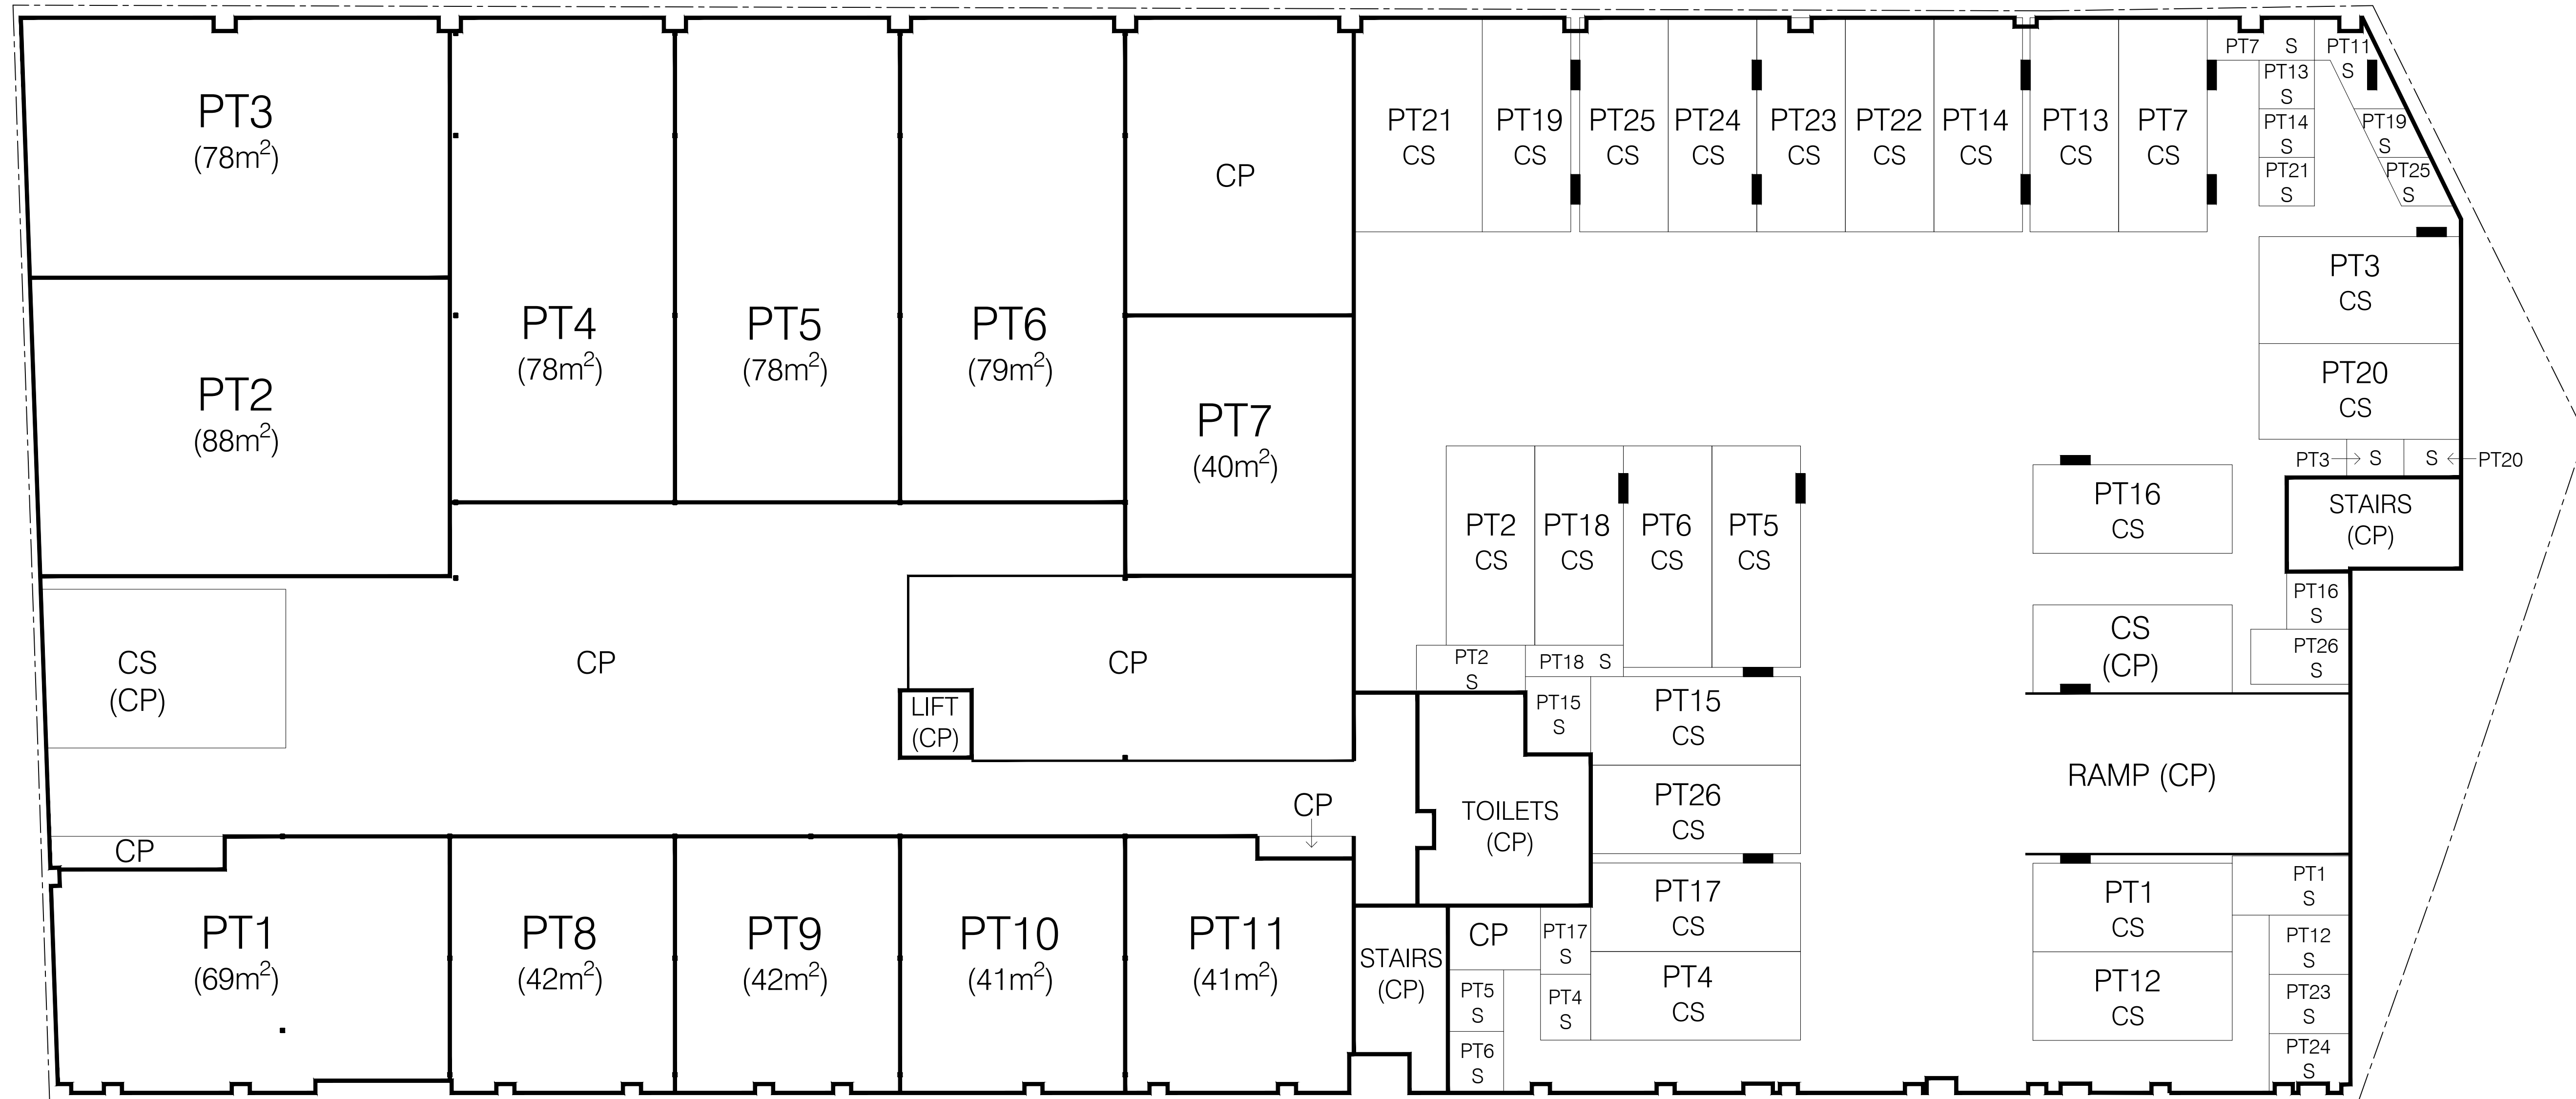 PT3
(78m²)
PT2
(88m²)
PT4
(78m²)
PT5
(78m²)
PT6
(79m²)
CP
PT7
(40m²)
CS
(CP)
CP
CP
LIFT
(CP)
CP
CP
PT1
(69m²)
PT8
(42m²)
PT9
(42m²)
PT10
(41m²)
PT11
(41m²)
PT21
CS
PT19
CS
PT25
CS
PT24
CS
PT23
CS
PT22
CS
PT14
CS
PT13
CS
PT7
CS
PT7 S
PT11
S
PT13
S
PT14
S
PT21
S
PT19
S
PT25
S
PT3
CS
PT20
CS
PT3 → S
S ← PT20
STAIRS
(CP)
PT16
CS
PT16
S
PT26
S
CS
(CP)
RAMP (CP)
PT2
CS
PT18
CS
PT6
CS
PT5
CS
PT2
S
PT18 S
PT15
S
PT15
CS
PT26
CS
TOILETS
(CP)
PT17
CS
PT4
CS
STAIRS
(CP)
CP
PT17
S
PT5
S
PT4
S
PT6
S
PT1
CS
PT12
CS
PT1
S
PT12
S
PT23
S
PT24
S